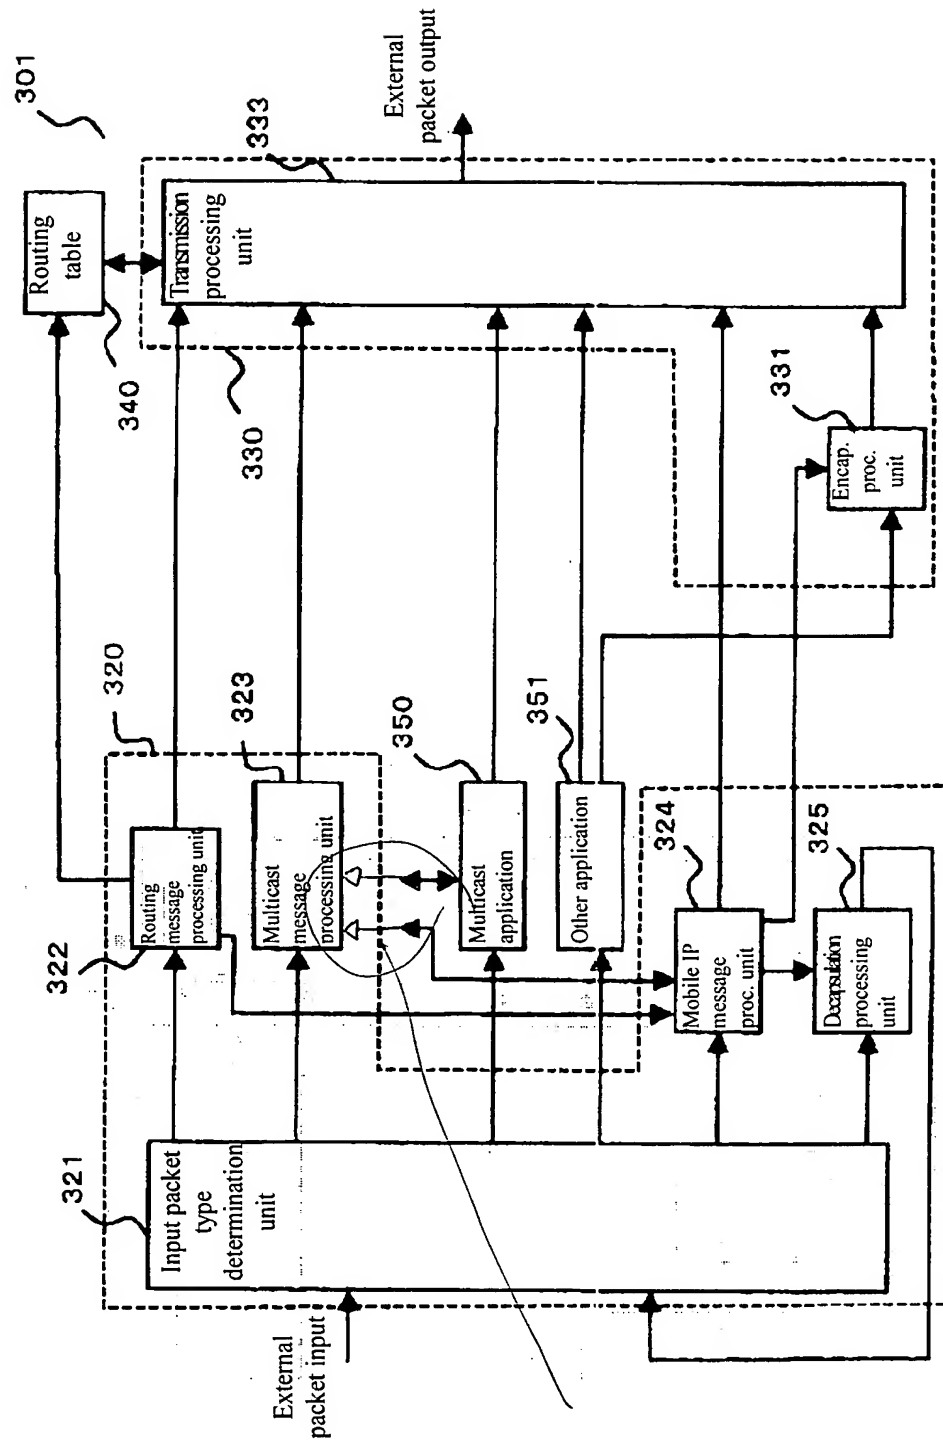 301
Routing
table
340
External
packet output
333
Transmission
processing
unit
330
320
322
Routing
message
processing unit
323
Multicast
message
processing unit
350
Multicast
application
351
Other application
324
Mobile IP
message
proc. unit
325
Decapsulation
processing
unit
331
Encap.
proc.
unit
321
Input packet
type
determination
unit
External
packet input